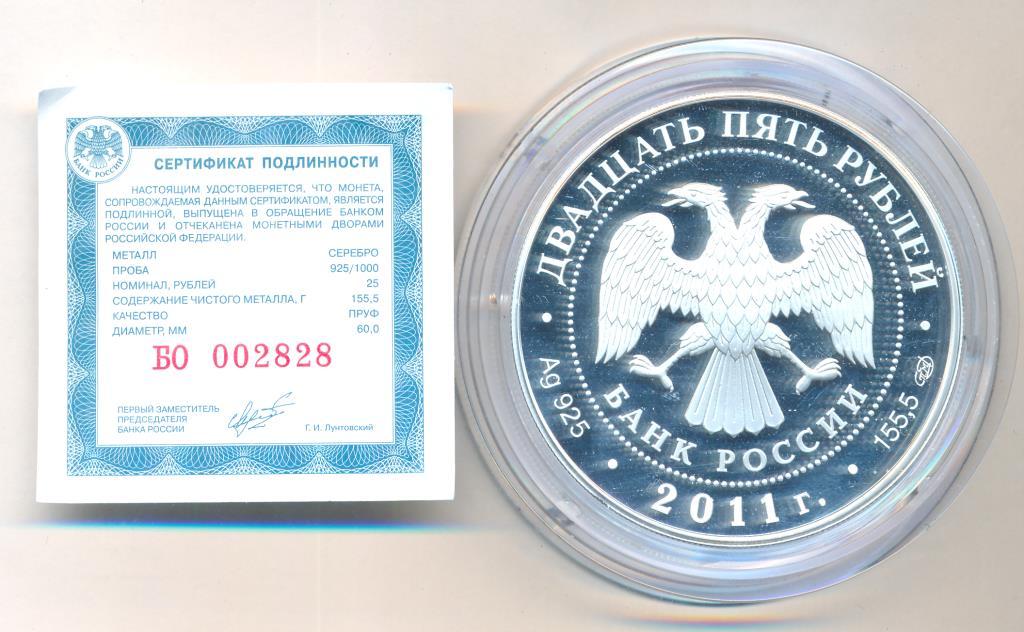 БАНК РОССИИ
СЕРТИФИКАТ ПОДЛИННОСТИ
НАСТОЯЩИМ УДОСТОВЕРЯЕТСЯ, ЧТО МОНЕТА,
СОПРОВОЖДАЕМАЯ ДАННЫМ СЕРТИФИКАТОМ, ЯВЛЯЕТСЯ
ПОДЛИННОЙ, ВЫПУЩЕНА В ОБРАЩЕНИЕ БАНКОМ
РОССИИ И ОТЧЕКАНЕНА МОНЕТНЫМИ ДВОРАМИ
РОССИЙСКОЙ ФЕДЕРАЦИИ.
МЕТАЛЛ СЕРЕБРО
ПРОБА 925/1000
НОМИНАЛ, РУБЛЕЙ 25
СОДЕРЖАНИЕ ЧИСТОГО МЕТАЛЛА, Г 155,5
КАЧЕСТВО ПРУФ
ДИАМЕТР, ММ 60,0
БО 002828
ПЕРВЫЙ ЗАМЕСТИТЕЛЬ
ПРЕДСЕДАТЕЛЯ
БАНКА РОССИИ
Г. И. Лунтовский
ДВАДЦАТЬ ПЯТЬ РУБЛЕЙ
БАНК РОССИИ
Ag 925
155,5
2011 г.